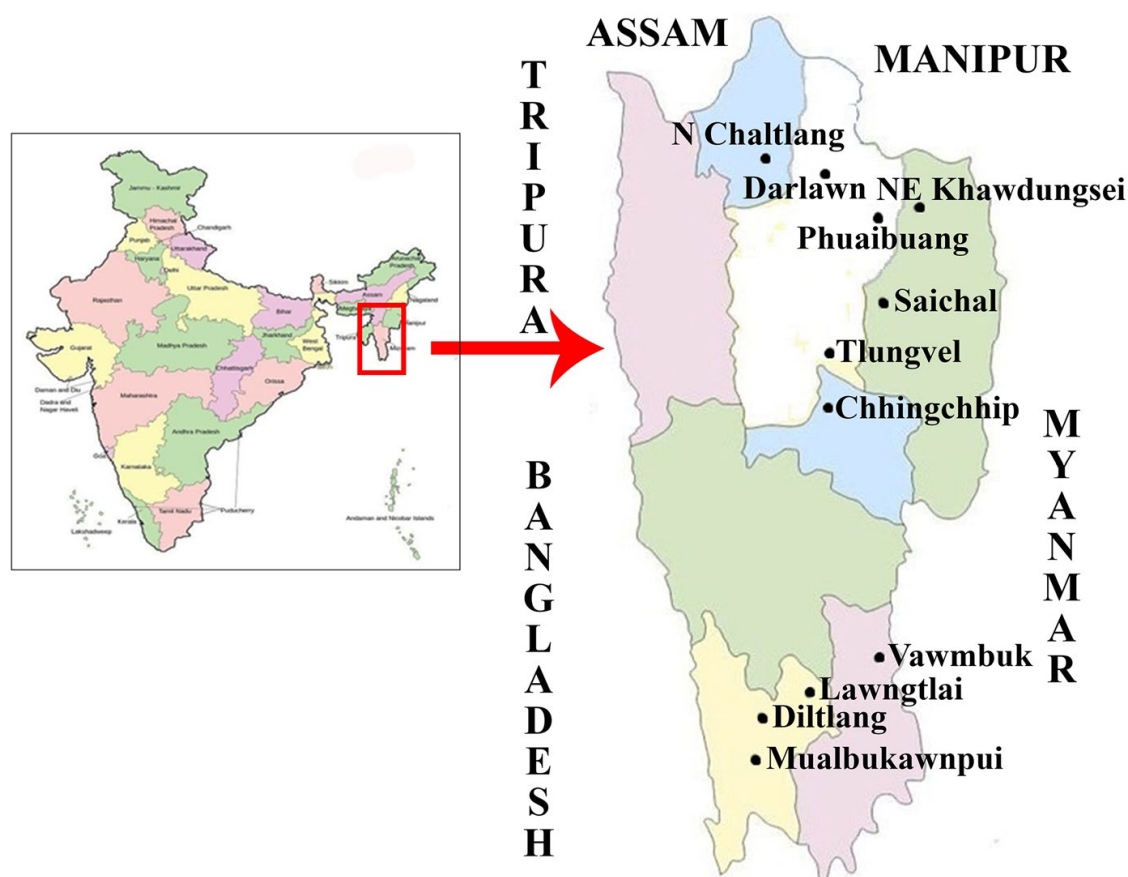 ASSAM
MANIPUR
TRIPURA
BANGLADESH
MYANMAR
N Chaltlang
Darlawn
NE Khawdungsei
Phuaibuang
Saichal
Tlungvel
Chhingchhip
Vawmbuk
Lawngtlai
Diltlang
Mualbukawnpui
Jammu - Kashmir
Himachal
Pradesh
Chandigarh
Punjab
Uttarakhand
Haryana
Delhi
Arunachal
Pradesh
Sikkim
Rajasthan
Uttar Pradesh
Assam
Nagaland
Bihar
Manipur
Tripura
Gujarat
Madhya Pradesh
Jharkhand
West
Bengal
Chhattisgarh
Daman and Diu
Dadra and
Nagar Haveli
Maharashtra
Orissa
Andhra Pradesh
Goa
Karnataka
Tamil Nadu
Puducherry
Kerala
Lakshadweep
Andaman and Nicobar Islands